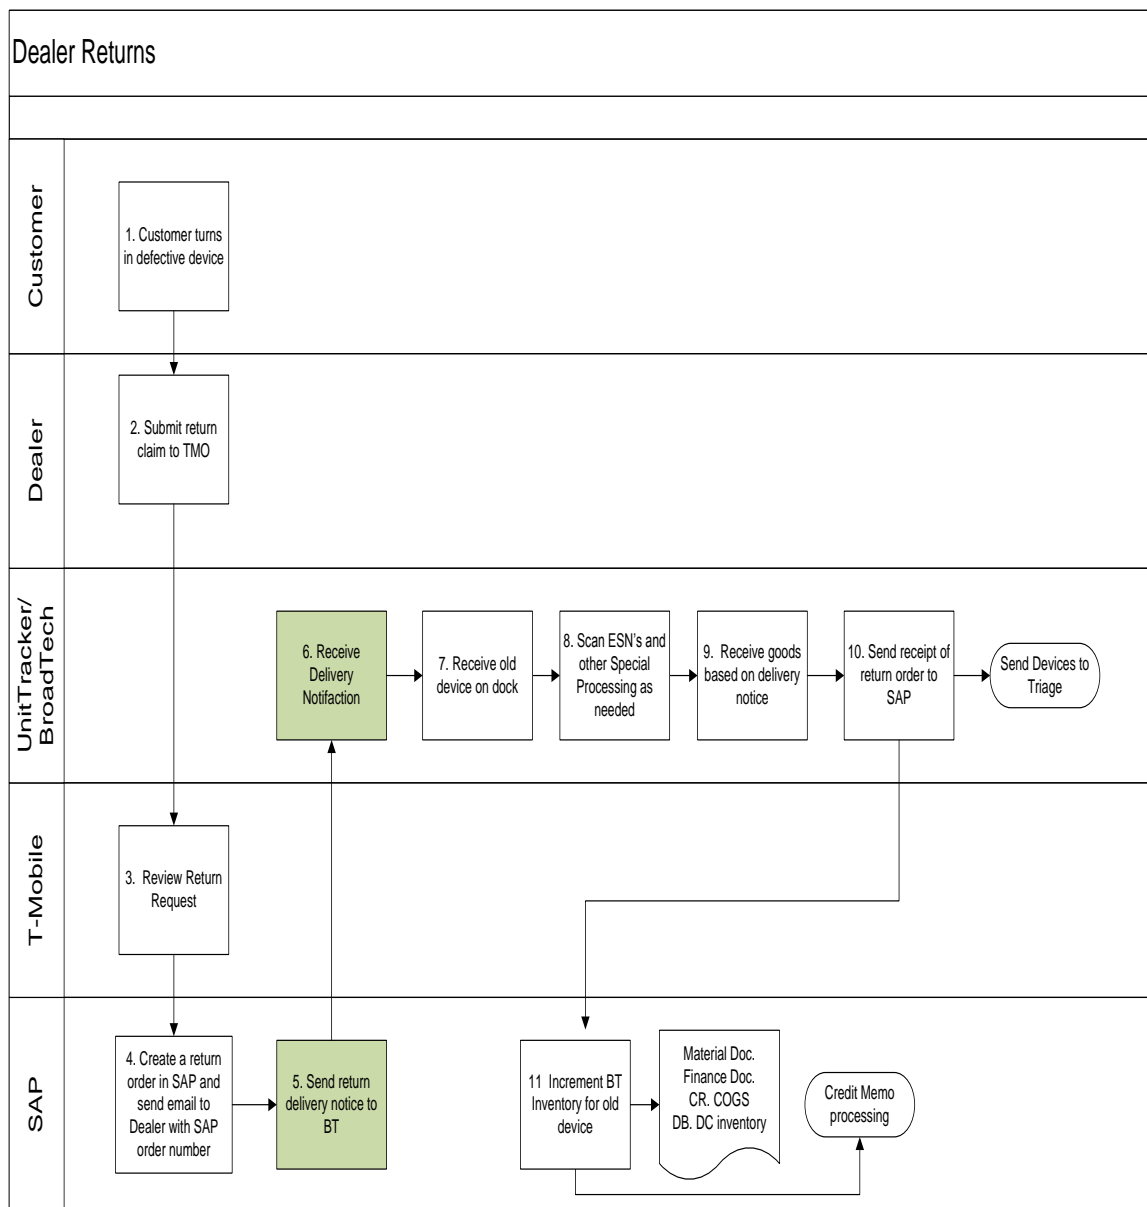 Dealer Returns
Customer
1. Customer turns
in defective device
Dealer
2. Submit return
claim to TMO
UnitTracker/
BroadTech
6. Receive
Delivery
Notifaction
7. Receive old
device on dock
8. Scan ESN's and
other Special
Processing as
needed
9. Receive goods
based on delivery
notice
10. Send receipt of
return order to
SAP
Send Devices to
Triage
T-Mobile
3. Review Return
Request
SAP
4. Create a return
order in SAP and
send email to
Dealer with SAP
order number
5. Send return
delivery notice to
BT
11 Increment BT
Inventory for old
device
Material Doc.
Finance Doc.
CR. COGS
DB. DC inventory
Credit Memo
processing